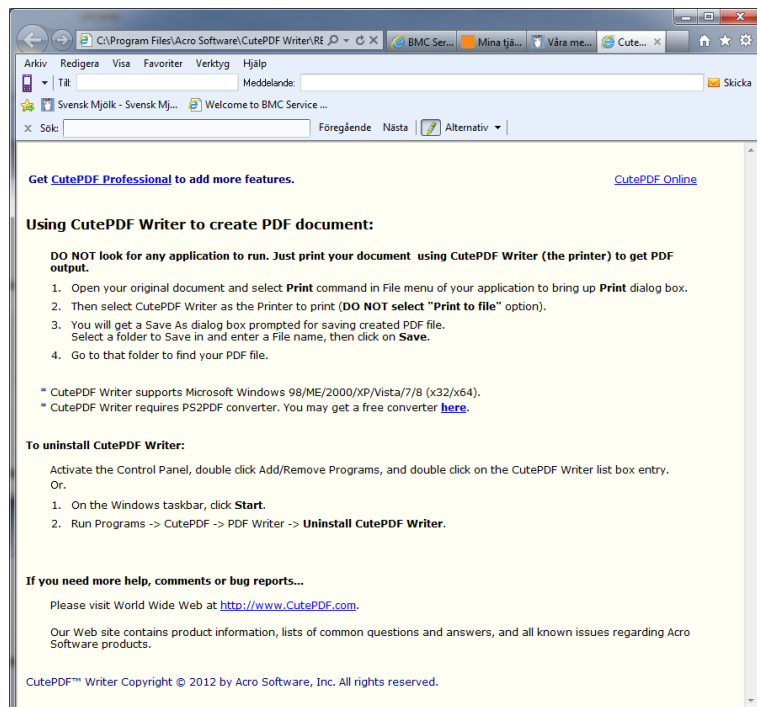 C:\Program Files\Acro Software\CutePDF Writer\RE
BMC Ser...
Mina tjä...
Våra me...
Cute...
Arkiv Redigera Visa Favoriter Verktyg Hjälp
Till: Meddelande: Skicka
Svensk Mjölk - Svensk Mj... Welcome to BMC Service ...
x Sök: Föregående Nästa Alternativ
Get CutePDF Professional to add more features. CutePDF Online
Using CutePDF Writer to create PDF document:
DO NOT look for any application to run. Just print your document using CutePDF Writer (the printer) to get PDF
output.
1. Open your original document and select Print command in File menu of your application to bring up Print dialog box.
2. Then select CutePDF Writer as the Printer to print (DO NOT select "Print to file" option).
3. You will get a Save As dialog box prompted for saving created PDF file.
Select a folder to Save in and enter a File name, then click on Save.
4. Go to that folder to find your PDF file.
* CutePDF Writer supports Microsoft Windows 98/ME/2000/XP/Vista/7/8 (x32/x64).
* CutePDF Writer requires PS2PDF converter. You may get a free converter here.
To uninstall CutePDF Writer:
Activate the Control Panel, double click Add/Remove Programs, and double click on the CutePDF Writer list box entry.
Or.
1. On the Windows taskbar, click Start.
2. Run Programs -> CutePDF -> PDF Writer -> Uninstall CutePDF Writer.
If you need more help, comments or bug reports...
Please visit World Wide Web at http://www.CutePDF.com.
Our Web site contains product information, lists of common questions and answers, and all known issues regarding Acro
Software products.
CutePDF™ Writer Copyright © 2012 by Acro Software, Inc. All rights reserved.